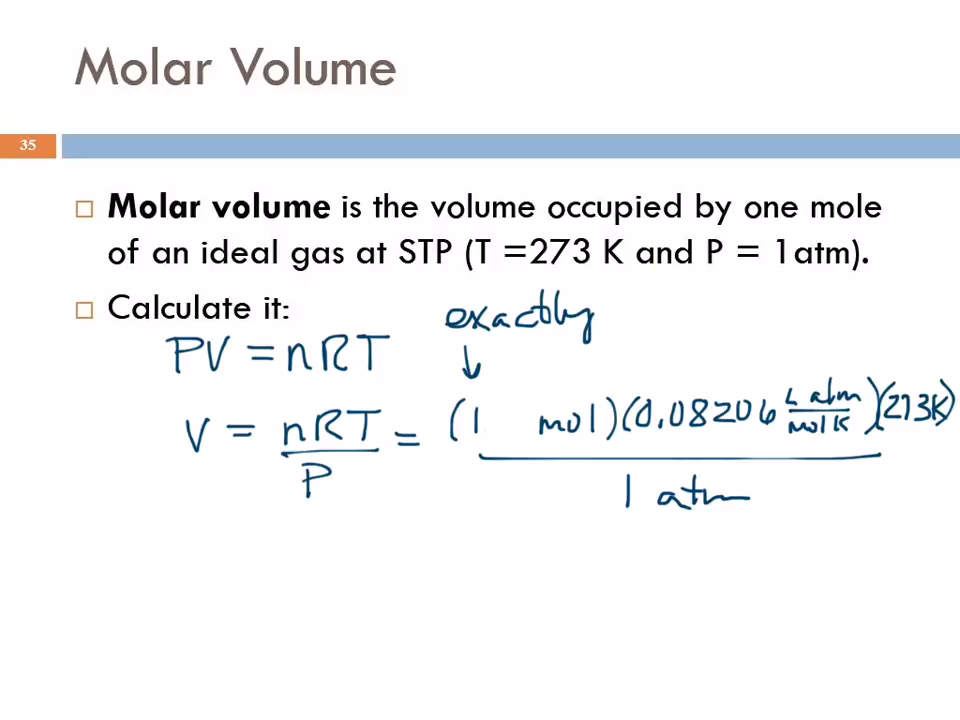 Molar Volume
35
Molar volume is the volume occupied by one mole
of an ideal gas at STP (T =273 K and P = 1atm).
Calculate it:
exactly
↓
PV = nRT
V = nRT/P = (1 mol)(0.08206 L atm/mol K)(273K)/1 atm